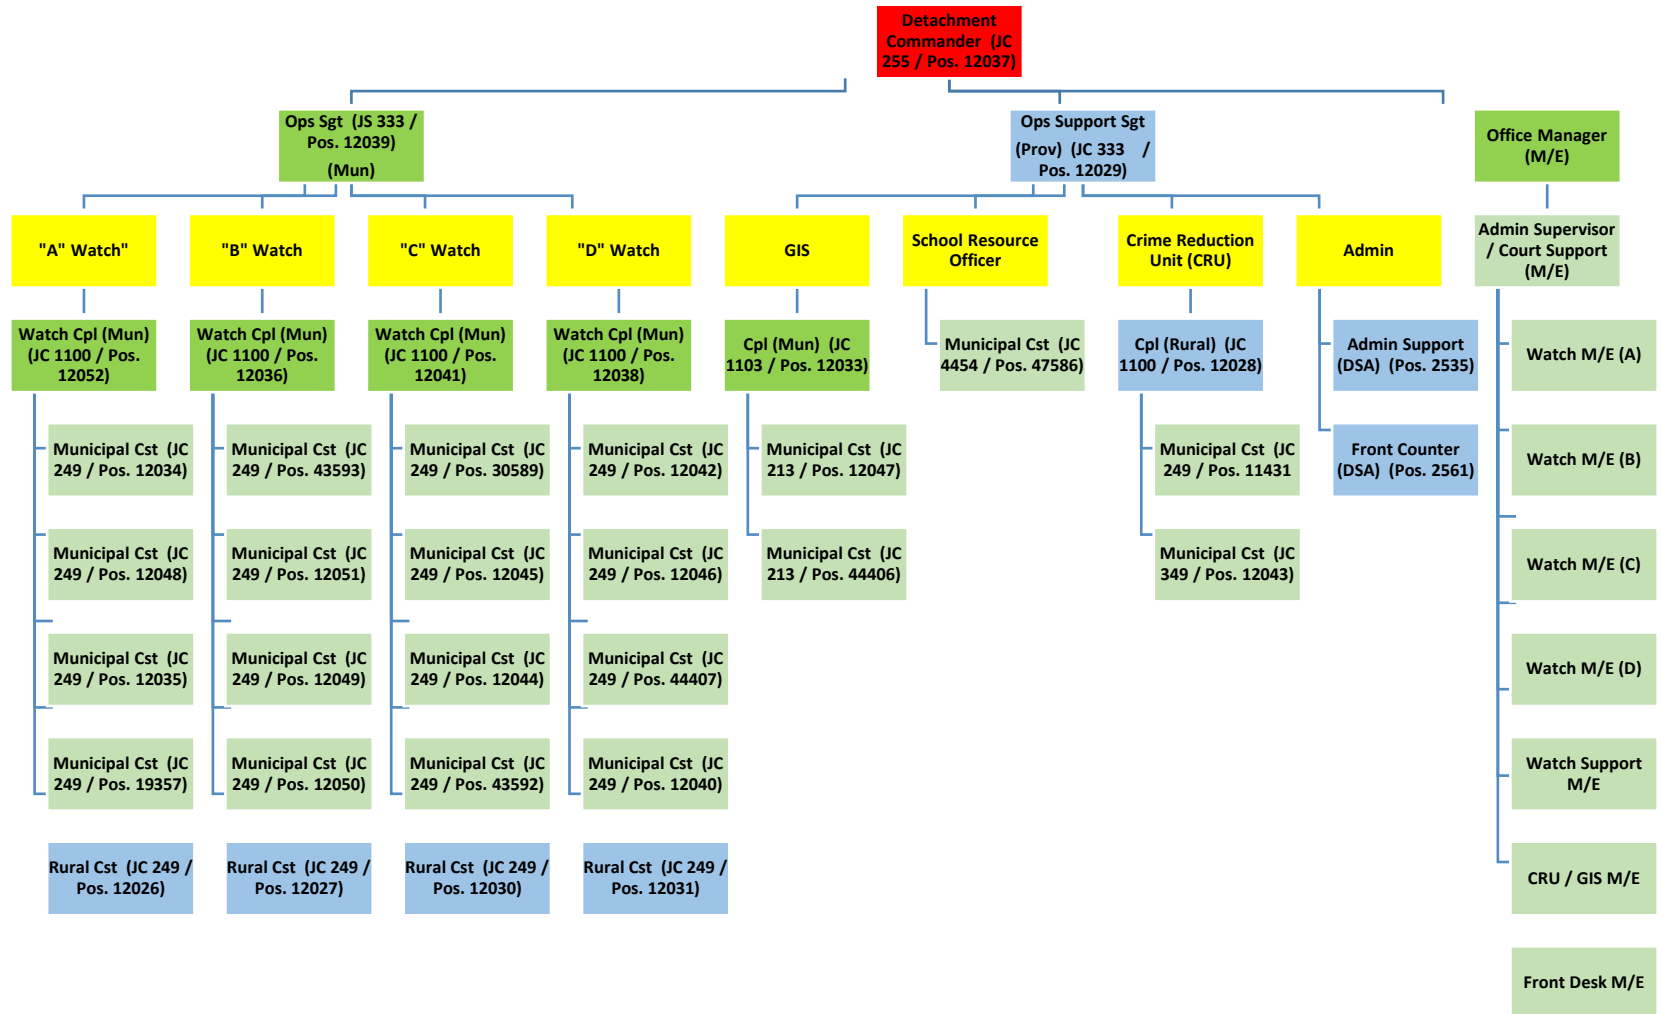 Detachment
Commander (JC
255 / Pos. 12037)
Ops Sgt (JS 333 /
Pos. 12039)
(Mun)
Ops Support Sgt
(Prov) (JC 333 /
Pos. 12029)
Office Manager
(M/E)
"A" Watch"
"B" Watch
"C" Watch
"D" Watch
GIS
School Resource
Officer
Crime Reduction
Unit (CRU)
Admin
Admin Supervisor
/ Court Support
(M/E)
Watch Cpl (Mun)
(JC 1100 / Pos.
12052)
Watch Cpl (Mun)
(JC 1100 / Pos.
12036)
Watch Cpl (Mun)
(JC 1100 / Pos.
12041)
Watch Cpl (Mun)
(JC 1100 / Pos.
12038)
Cpl (Mun) (JC
1103 / Pos. 12033)
Municipal Cst (JC
4454 / Pos. 47586)
Cpl (Rural) (JC
1100 / Pos. 12028)
Admin Support
(DSA) (Pos. 2535)
Watch M/E (A)
Municipal Cst (JC
249 / Pos. 12034)
Municipal Cst (JC
249 / Pos. 43593)
Municipal Cst (JC
249 / Pos. 30589)
Municipal Cst (JC
249 / Pos. 12042)
Municipal Cst (JC
213 / Pos. 12047)
Municipal Cst (JC
249 / Pos. 11431
Front Counter
(DSA) (Pos. 2561)
Watch M/E (B)
Municipal Cst (JC
249 / Pos. 12048)
Municipal Cst (JC
249 / Pos. 12051)
Municipal Cst (JC
249 / Pos. 12045)
Municipal Cst (JC
249 / Pos. 12046)
Municipal Cst (JC
213 / Pos. 44406)
Municipal Cst (JC
349 / Pos. 12043)
Watch M/E (C)
Municipal Cst (JC
249 / Pos. 12035)
Municipal Cst (JC
249 / Pos. 12049)
Municipal Cst (JC
249 / Pos. 12044)
Municipal Cst (JC
249 / Pos. 44407)
Watch M/E (D)
Municipal Cst (JC
249 / Pos. 19357)
Municipal Cst (JC
249 / Pos. 12050)
Municipal Cst (JC
249 / Pos. 43592)
Municipal Cst (JC
249 / Pos. 12040)
Watch Support
M/E
Rural Cst (JC 249 /
Pos. 12026)
Rural Cst (JC 249 /
Pos. 12027)
Rural Cst (JC 249 /
Pos. 12030)
Rural Cst (JC 249 /
Pos. 12031)
CRU / GIS M/E
Front Desk M/E